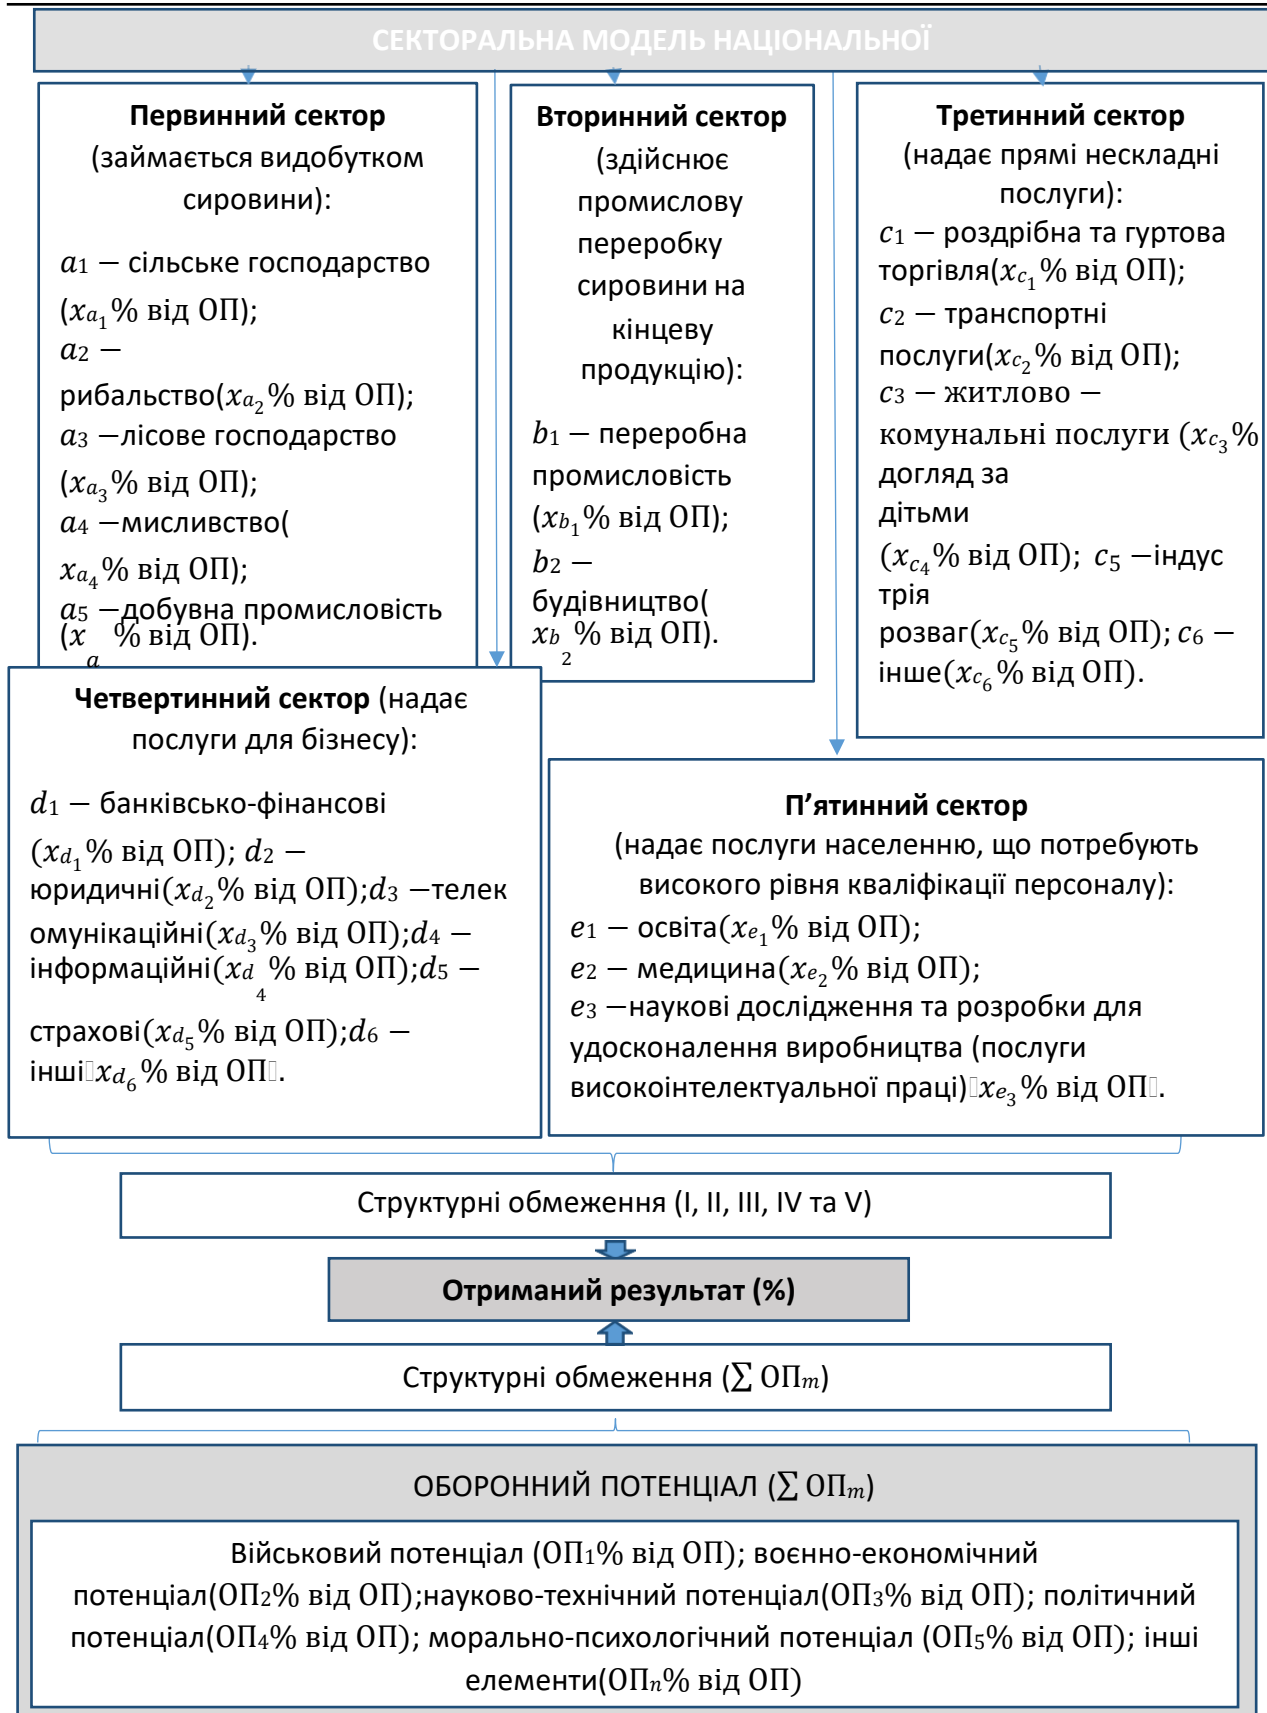 СЕКТОРАЛЬНА МОДЕЛЬ НАЦІОНАЛЬНОЇ
Первинний сектор
(займається видобутком
сировини):
a1 — сільське господарство
(xa1% від ОП);
a2 —
рибальство(xa2% від ОП);
a3 —лісове господарство
(xa3% від ОП);
a4 —мисливство(
xa4% від ОП);
a5 —добувна промисловість
(xa % від ОП).
Вторинний сектор
(здійснює
промислову
переробку
сировини на
кінцеву
продукцію):
b1 — переробна
промисловість
(xb1% від ОП);
b2 —
будівництво(
xb2% від ОП).
Третинний сектор
(надає прямі нескладні
послуги):
c1 — роздрібна та гуртова
торгівля(xc1% від ОП);
c2 — транспортні
послуги(xc2% від ОП);
c3 — житлово —
комунальні послуги (xc3%
догляд за
дітьми
(xc4% від ОП); c5 —індус
трія
розваг(xc5% від ОП); c6 —
інше(xc6% від ОП).
Четвертинний сектор (надає
послуги для бізнесу):
d1 — банківсько-фінансові
(xd1% від ОП); d2 —
юридичні(xd2% від ОП);d3 —телек
омунікаційні(xd3% від ОП);d4 —
інформаційні(xd4% від ОП);d5 —
страхові(xd5% від ОП);d6 —
інші▯xd6% від ОП▯.
П’ятинний сектор
(надає послуги населенню, що потребують
високого рівня кваліфікації персоналу):
e1 — освіта(xe1% від ОП);
e2 — медицина(xe2% від ОП);
e3 —наукові дослідження та розробки для
удосконалення виробництва (послуги
високоінтелектуальної праці)▯xe3% від ОП▯.
Структурні обмеження (I, II, III, IV та V)
Отриманий результат (%)
Структурні обмеження (∑ ОПm)
ОБОРОННИЙ ПОТЕНЦІАЛ (∑ ОПm)
Військовий потенціал (ОП1% від ОП); воєнно-економічний
потенціал(ОП2% від ОП);науково-технічний потенціал(ОП3% від ОП); політичний
потенціал(ОП4% від ОП); морально-психологічний потенціал (ОП5% від ОП); інші
елементи(ОПn% від ОП)